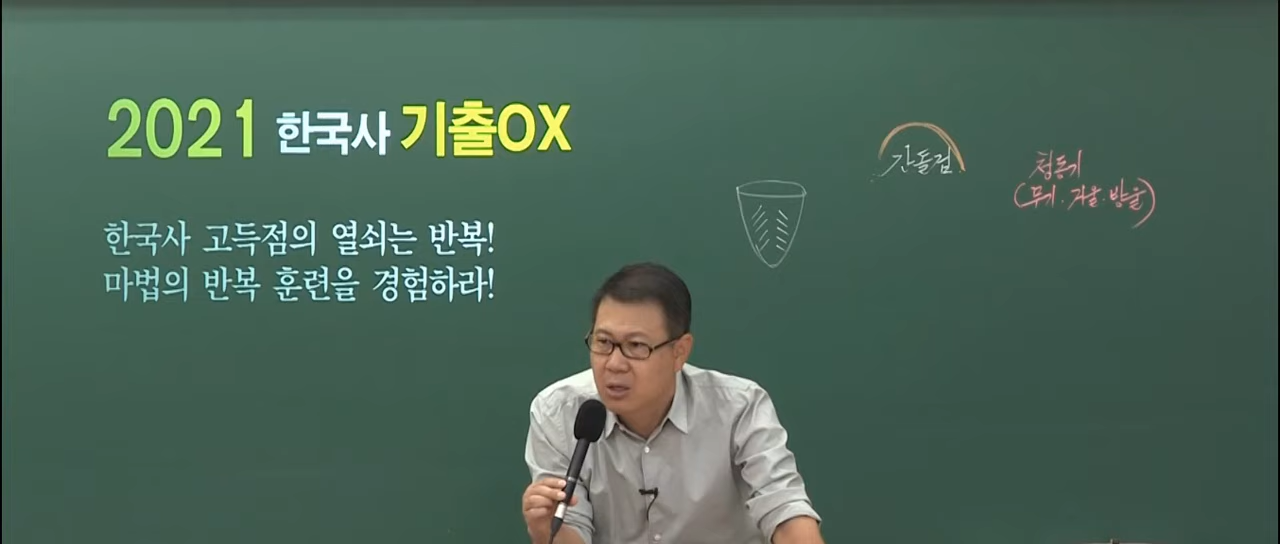 2021 한국사 기출OX
한국사 고득점의 열쇠는 반복!
마법의 반복 훈련을 경험하라!
간돌검
청동기
(무기·거울·방울)